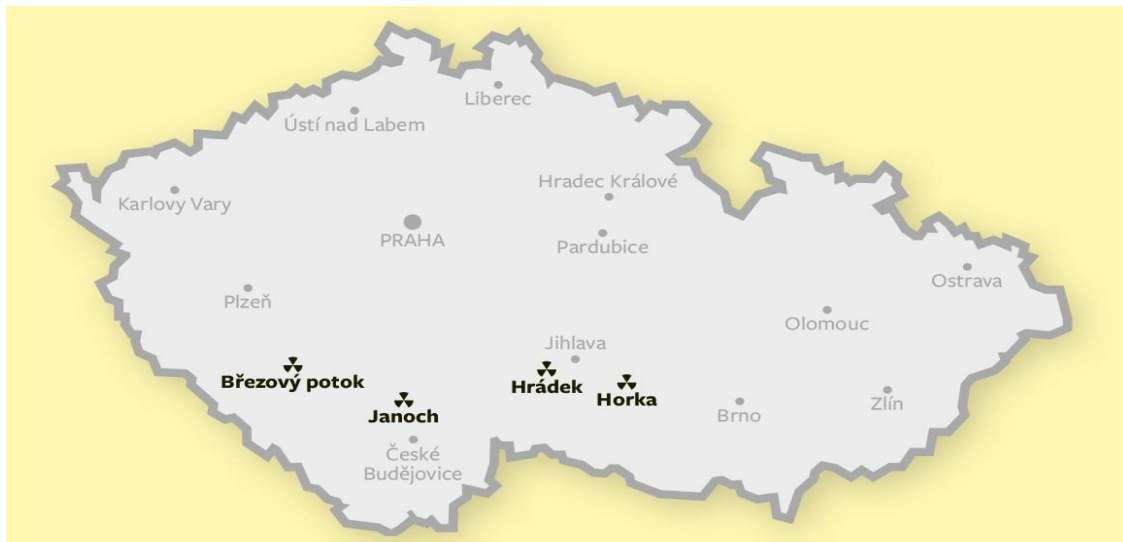 Liberec
Ústí nad Labem
Hradec Králové
Karlovy Vary
PRAHA
Pardubice
Ostrava
Plzeň
Olomouc
Jihlava
Březový potok
Hrádek
Horka
Janoch
Brno
Zlín
České
Budějovice